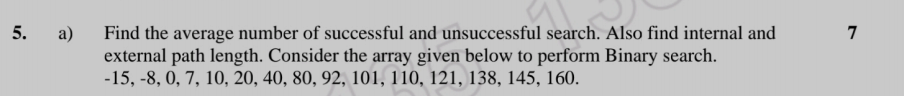 5. a) Find the average number of successful and unsuccessful search. Also find internal and 7
external path length. Consider the array given below to perform Binary search.
-15, -8, 0, 7, 10, 20, 40, 80, 92, 101, 110, 121, 138, 145, 160.